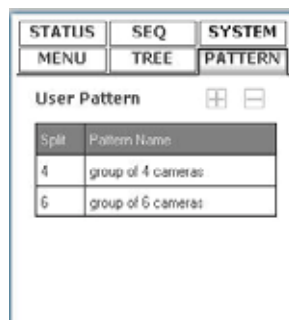 STATUS SEQ SYSTEM
MENU TREE PATTERN
User Pattern
Split Pattern Name
4 group of 4 cameras
6 group of 6 cameras